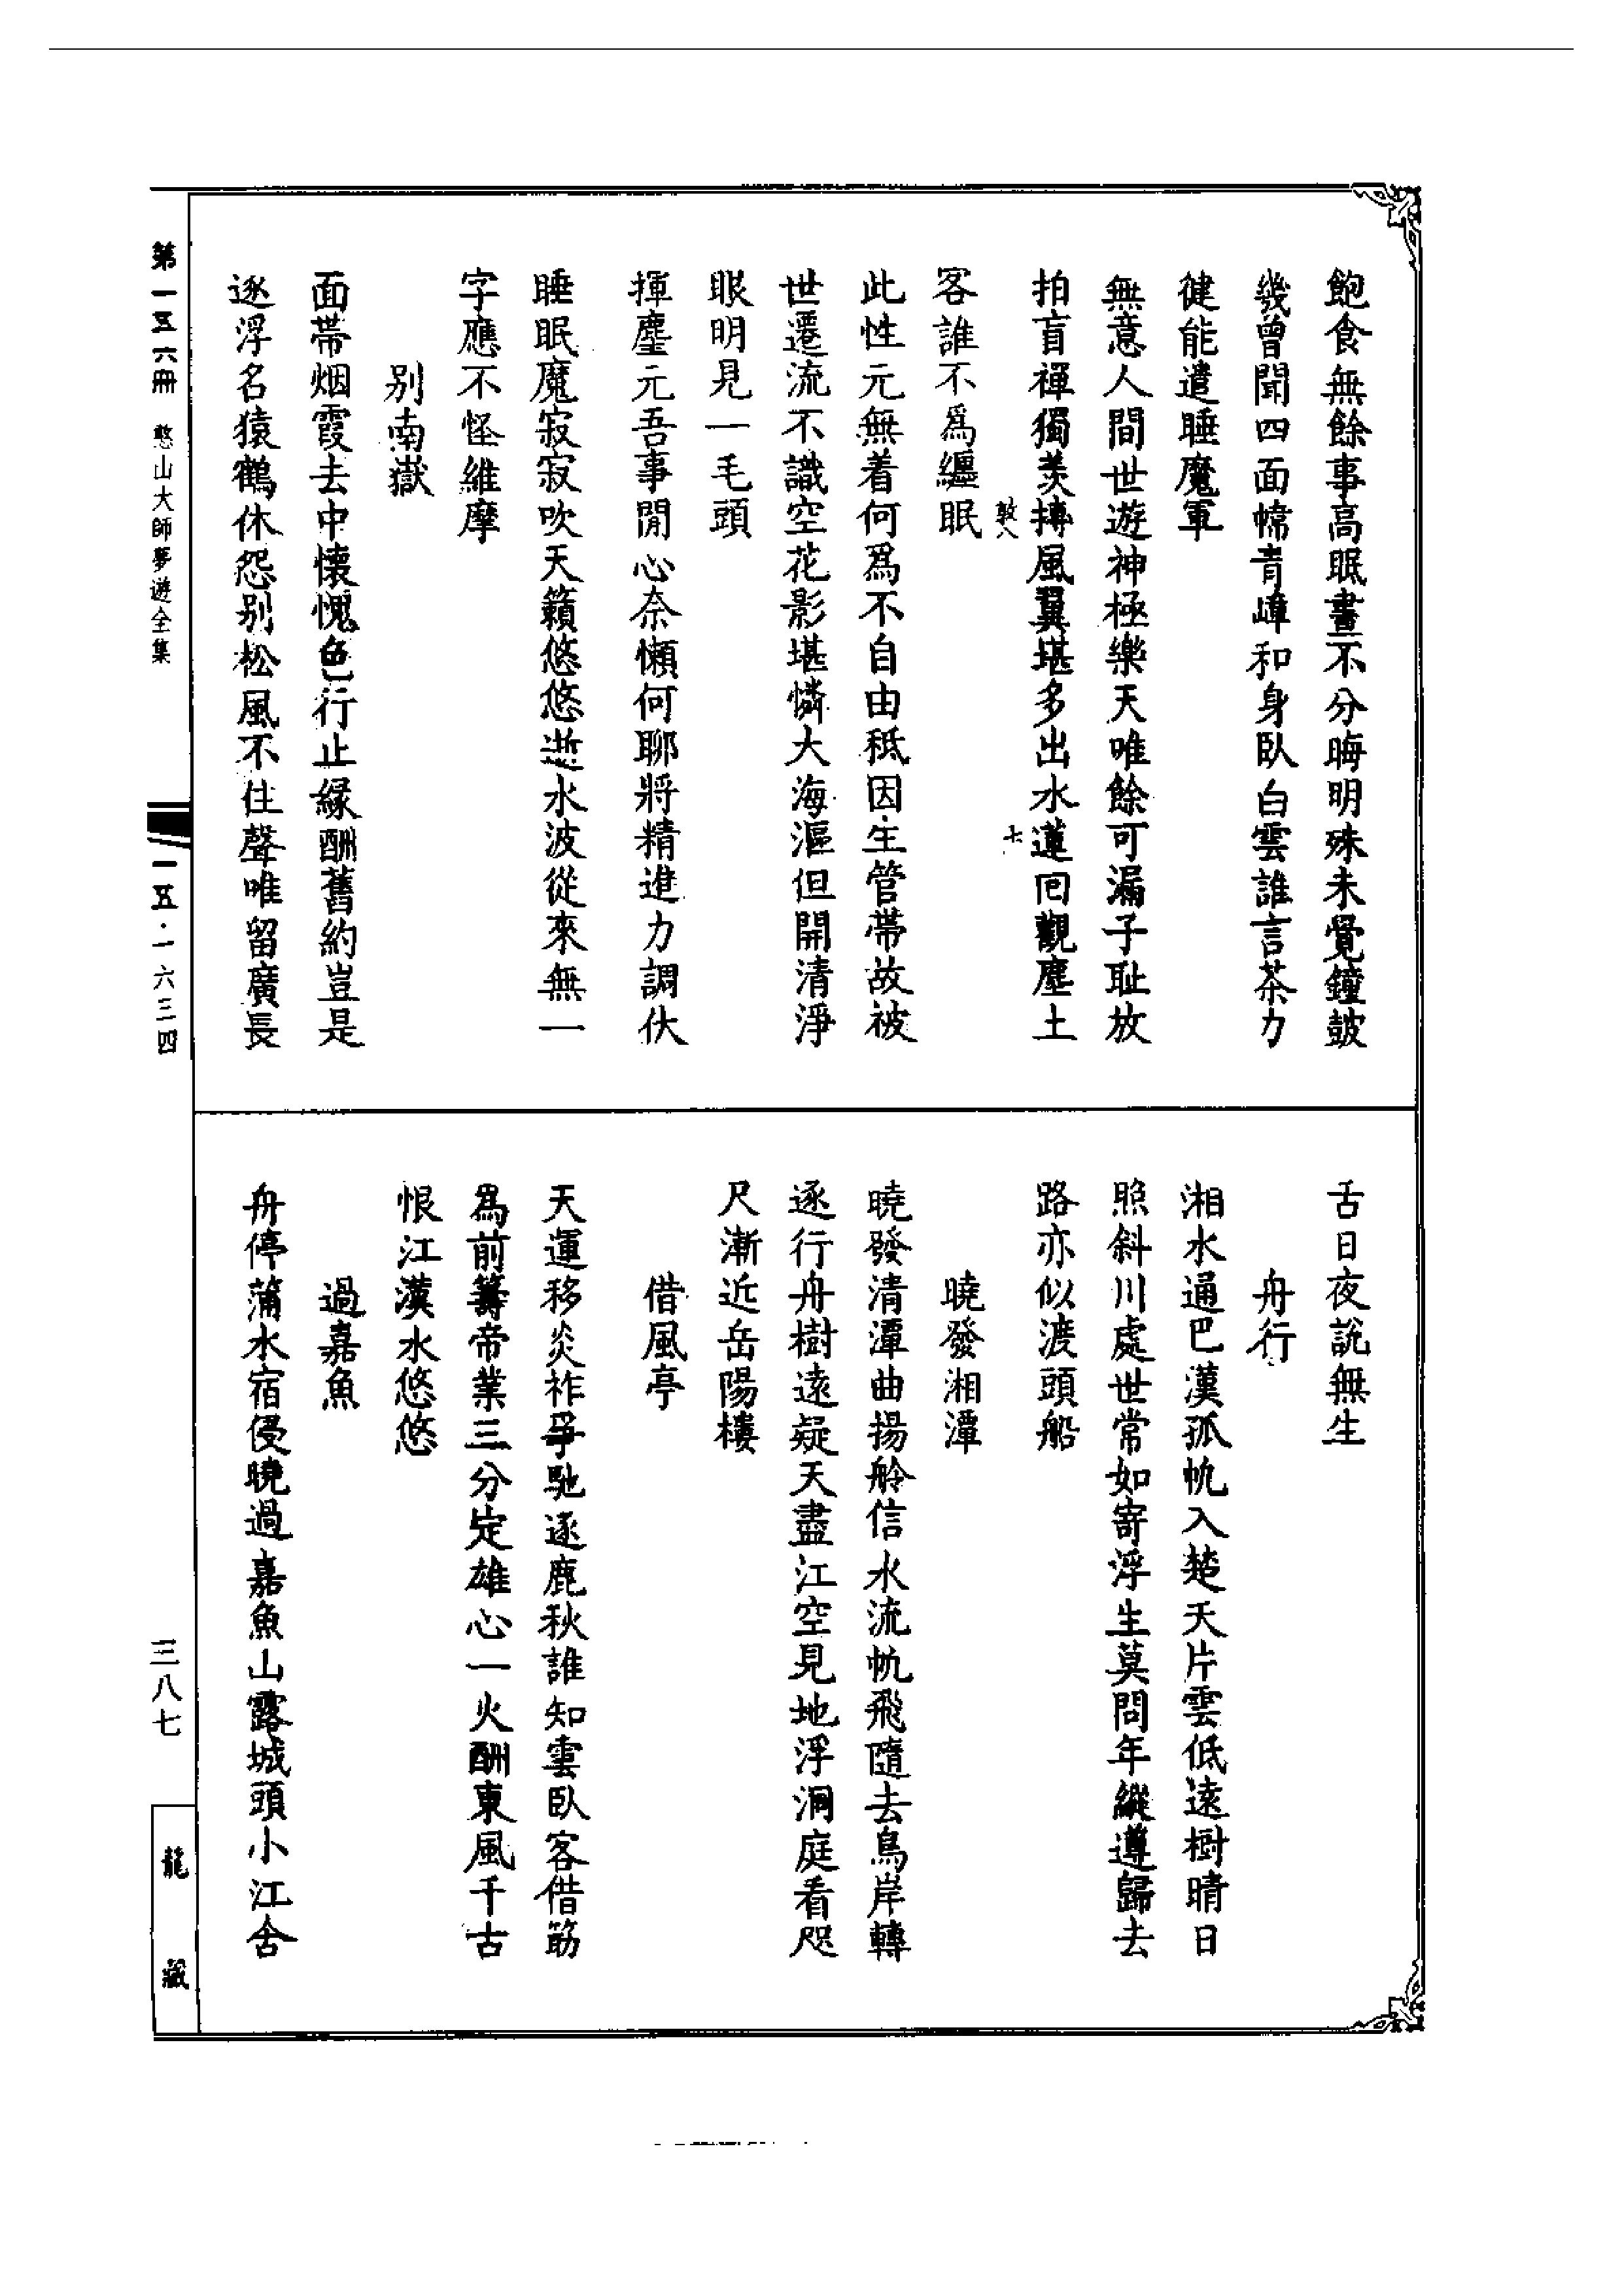 飽食無餘事高眠晝不分晦明殊未覺鐘皷
幾曾聞四面幃青嶂和身臥白雲誰言茶力
健能遣睡魔軍
無意人間世遊神極樂天唯餘可漏子耻放
拍盲禪獨羡摶風翼堪多出水蓮回觀塵土
客誰不爲纏眠
此性元無着何爲不自由秪因生管帶故被
世遷流不識空花影堪憐大海漚但開清淨
眼明見一毛頭
揮塵元吾事閒心奈懶何聊將精進力調伏
睡眠魔寂寂吹天籟悠悠逝水波從來無一
字應不怪維摩
别南嶽
面帶烟霞去中懷愧色行止緣酬舊約豈是
逐浮名猿鶴休怨别松風不住聲唯留廣長
舌日夜說無生
舟行
湘水通巴漢孤帆入楚天片雲低遠樹晴日
照斜川處世常如寄浮生莫問年縱遵歸去
路亦似渡頭船
曉發湘潭
曉發清潭曲揚舲信水流帆飛隨去鳥岸轉
逐行舟樹遠疑天盡江空見地浮洞庭看咫
尺漸近岳陽樓
借風亭
天運移炎祚爭馳逐鹿秋誰知雲臥客借筋
爲前籌帝業三分定雄心一火酬東風千古
恨江漢水悠悠
過嘉魚
舟停蒲水宿侵曉過嘉魚山露城頭小江含
第一五六冊 憨山大師夢遊全集
一五·一六三四
三八七
龍藏
敦八
七